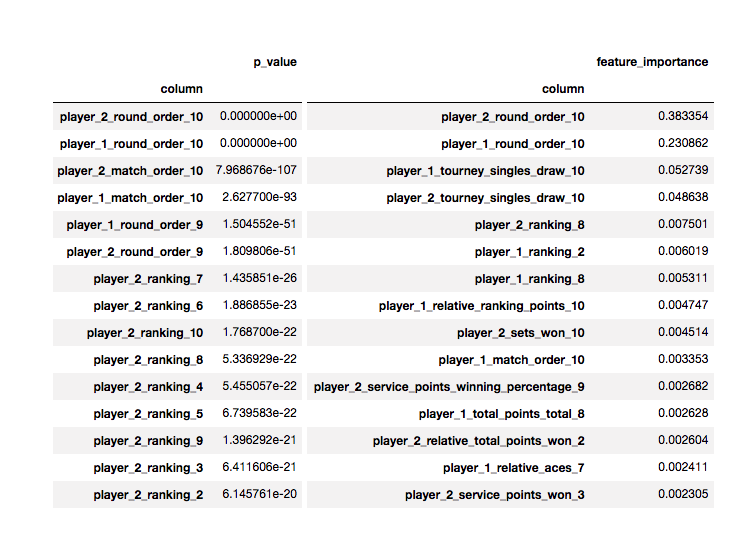 p_value feature_importance
column column
player_2_round_order_10 0.000000e+00 player_2_round_order_10 0.383354
player_1_round_order_10 0.000000e+00 player_1_round_order_10 0.230862
player_2_match_order_10 7.968676e-107 player_1_tourney_singles_draw_10 0.052739
player_1_match_order_10 2.627700e-93 player_2_tourney_singles_draw_10 0.048638
player_1_round_order_9 1.504552e-51 player_2_ranking_8 0.007501
player_2_round_order_9 1.809806e-51 player_1_ranking_2 0.006019
player_2_ranking_7 1.435851e-26 player_1_ranking_8 0.005311
player_2_ranking_6 1.886855e-23 player_1_relative_ranking_points_10 0.004747
player_2_ranking_10 1.768700e-22 player_2_sets_won_10 0.004514
player_2_ranking_8 5.336929e-22 player_1_match_order_10 0.003353
player_2_ranking_4 5.455057e-22 player_2_service_points_winning_percentage_9 0.002682
player_2_ranking_5 6.739583e-22 player_1_total_points_total_8 0.002628
player_2_ranking_9 1.396292e-21 player_2_relative_total_points_won_2 0.002604
player_2_ranking_3 6.411606e-21 player_1_relative_aces_7 0.002411
player_2_ranking_2 6.145761e-20 player_2_service_points_won_3 0.002305